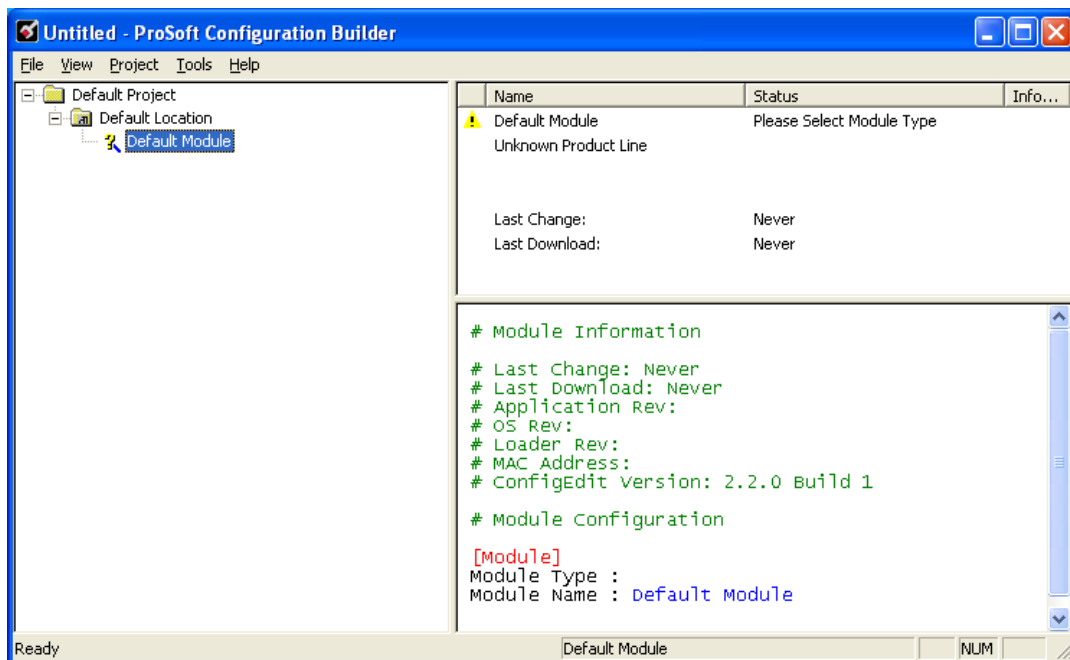 Untitled - ProSoft Configuration Builder
File View Project Tools Help
Default Project
Default Location
Default Module
Name Status Info...
Default Module Please Select Module Type
Unknown Product Line
Last Change: Never
Last Download: Never
# Module Information
# Last Change: Never
# Last Download: Never
# Application Rev:
# OS Rev:
# Loader Rev:
# MAC Address:
# ConfigEdit Version: 2.2.0 Build 1
# Module Configuration
[Module]
Module Type :
Module Name : Default Module
Ready Default Module NUM